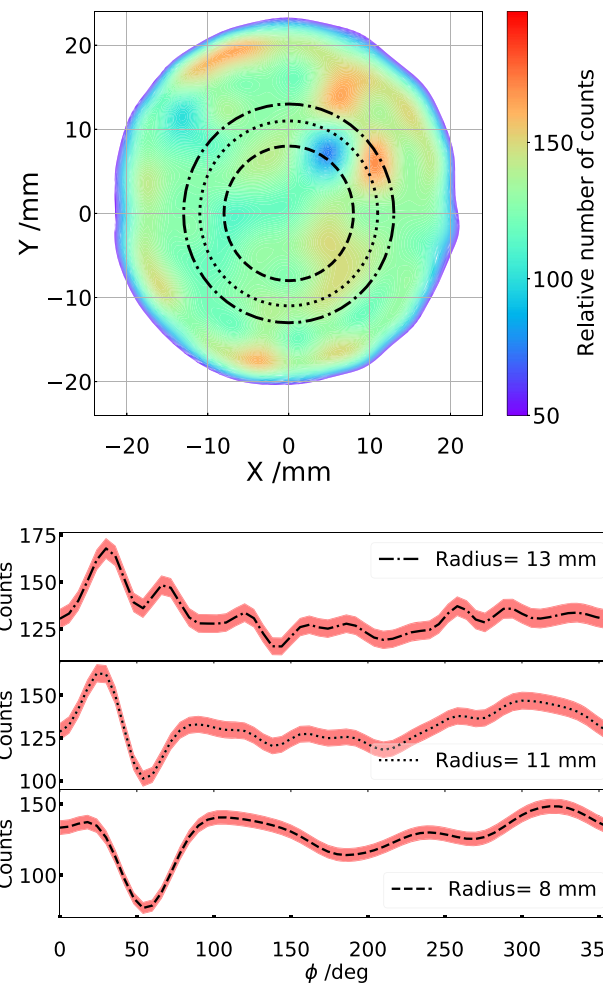 20
10
0
−10
−20
Y /mm
−20 −10 0 10 20
X /mm
150
100
50
Relative number of counts
175
150
125
Counts
Radius= 13 mm
150
125
100
Counts
Radius= 11 mm
150
100
Counts
Radius= 8 mm
0 50 100 150 200 250 300 35
ϕ /deg